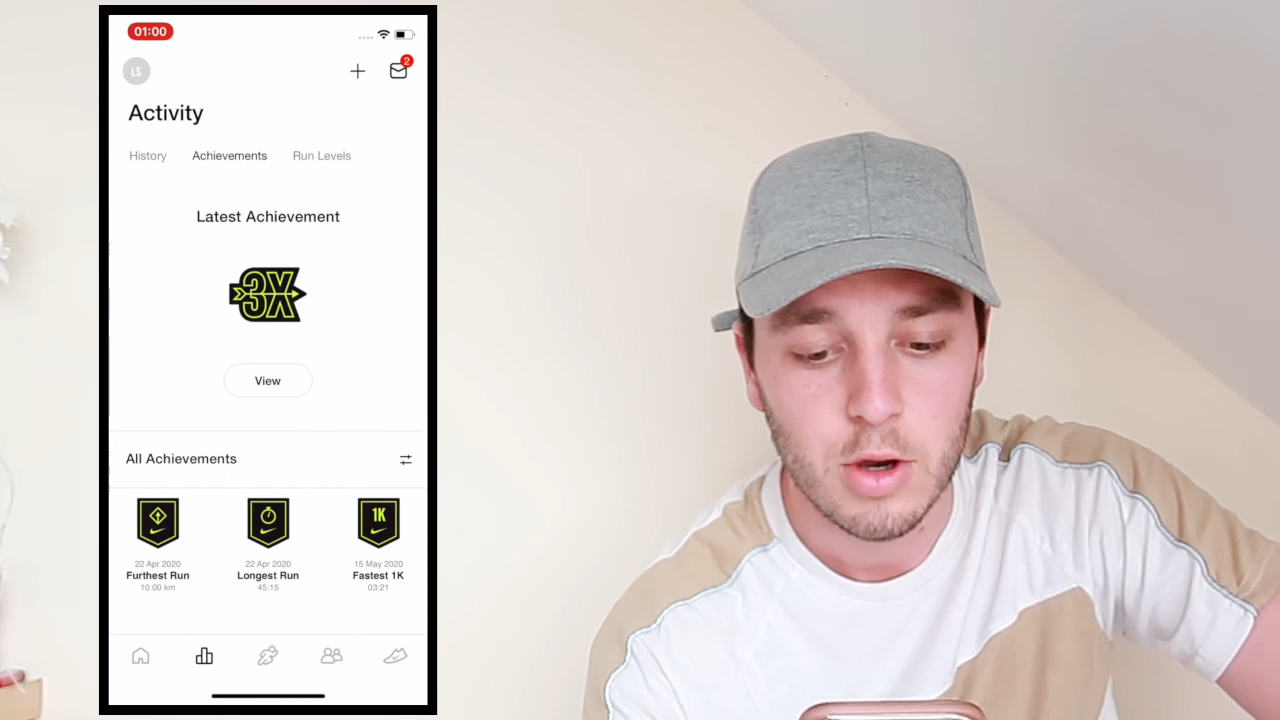 01:00
LS
2
Activity
History Achievements Run Levels
Latest Achievement
3X
View
All Achievements
1K
22 Apr 2020 22 Apr 2020 15 May 2020
Furthest Run Longest Run Fastest 1K
10.00 km 45:15 03:21